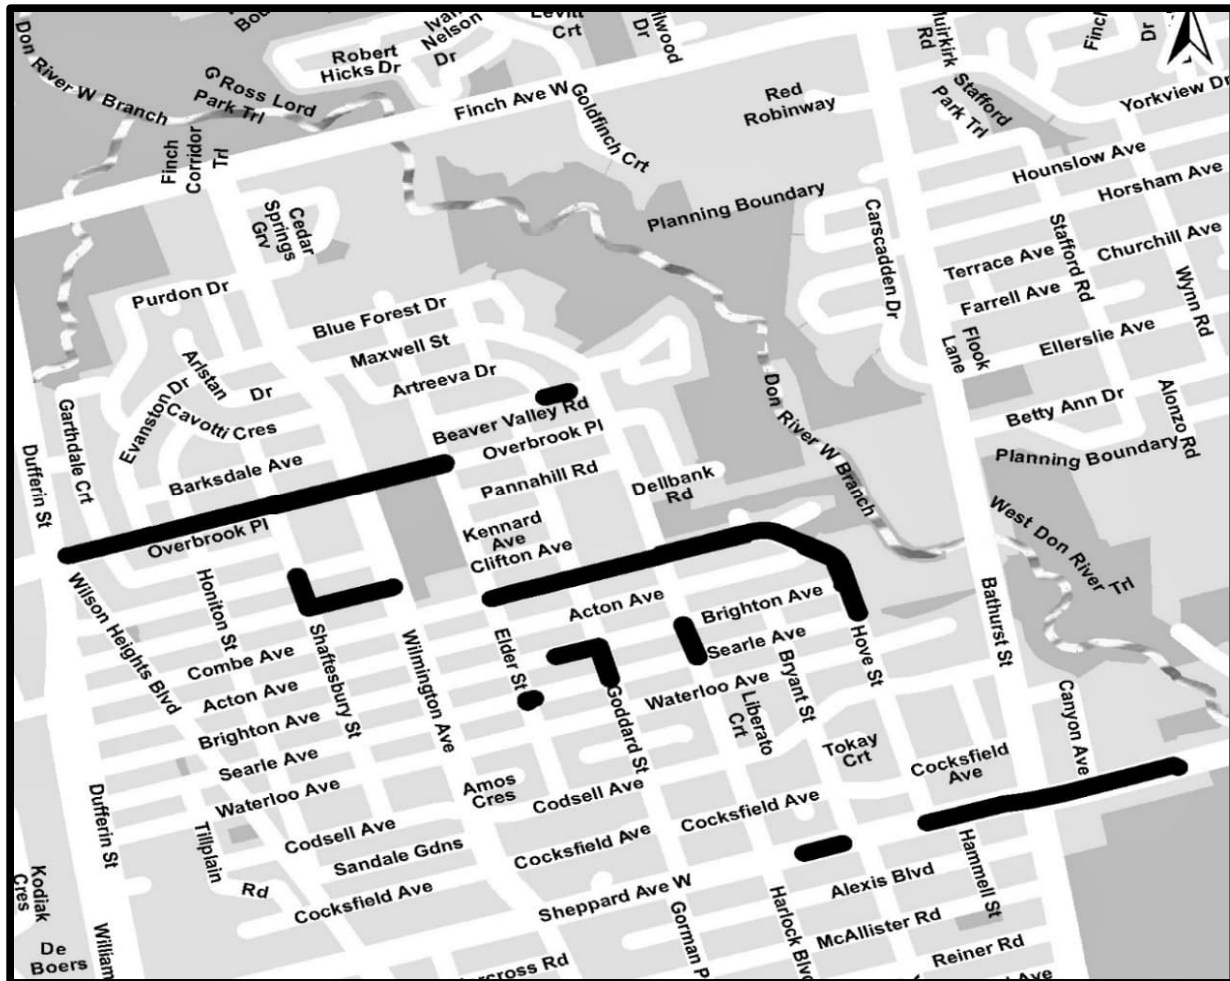 Robert
Hicks Dr
Ivan
Nelson
Dr
Levitt
Crt
Dr
Muirkirk
Rd
Finch
Dr
Don River W Branch
G Ross Lord
Park Trl
Finch Ave W
Goldfinch Crt
Red
Robinway
Stafford
Park Trl
Yorkview Dr
Finch
Corridor
Trl
Hounslow Ave
Horsham Ave
Cedar
Springs
Grv
Planning Boundary
Carscadden Dr
Stafford Rd
Terrace Ave
Churchill Ave
Purdon Dr
Blue Forest Dr
Farrell Ave
Wynn Rd
Maxwell St
Flook
Lane
Ellerslie Ave
Arlstan
Dr
Artreeva Dr
Evanston Dr
Cavotti Cres
Garthdale Crt
Don River W Branch
Betty Ann Dr
Alonzo Rd
Beaver Valley Rd
Overbrook Pl
Dufferin St
Barksdale Ave
Pannahill Rd
Dellbank
Rd
Planning Boundary
Overbrook Pl
Kennard
Ave
Clifton Ave
West Don River Trl
Wilson Heights Blvd
Honiton St
Shaftesbury St
Wilmington Ave
Elder St
Acton Ave
Brighton Ave
Searle Ave
Bryant St
Hove St
Bathurst St
Combe Ave
Acton Ave
Brighton Ave
Searle Ave
Waterloo Ave
Goddard St
Waterloo Ave
Liberato
Crt
Tokay
Crt
Canyon Ave
Cocksfield
Ave
Amos
Cres
Codsell Ave
Dufferin St
Tillplain
Rd
Codsell Ave
Sandale Gdns
Cocksfield Ave
Cocksfield Ave
Cocksfield Ave
Sheppard Ave W
Alexis Blvd
Hammell St
Kodiak
Cres
De
Boers
William
Gorman P
Harlock Blv
McAllister Rd
Reiner Rd
Ave